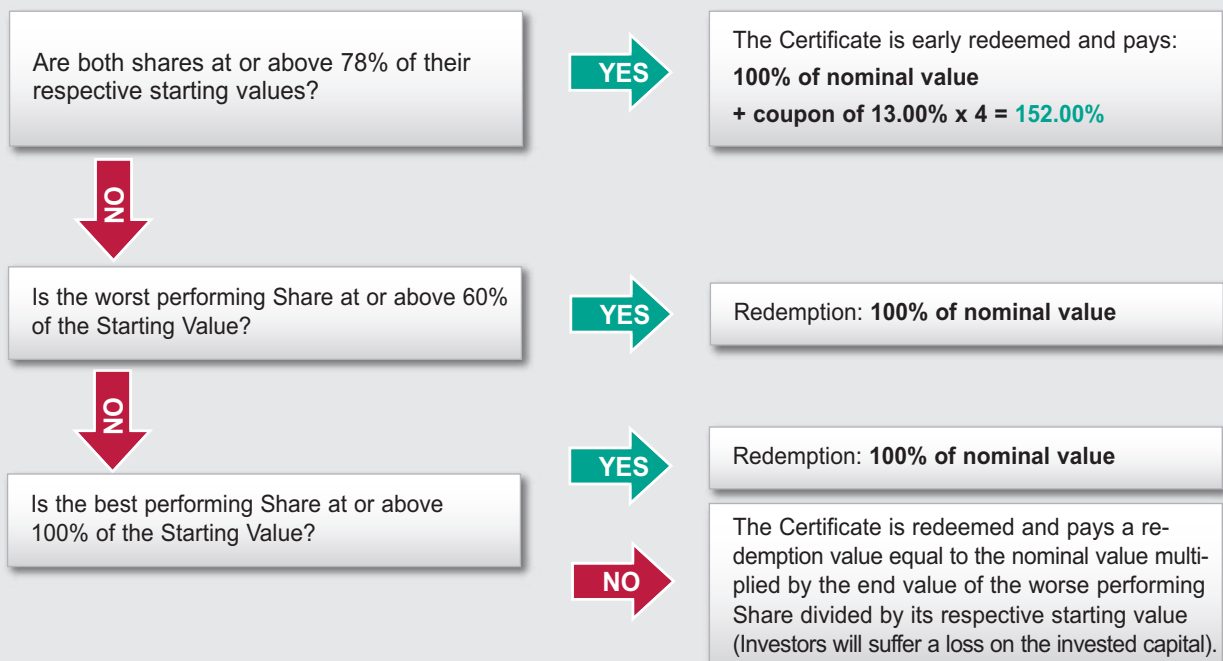 Are both shares at or above 78% of their
respective starting values?
YES
The Certificate is early redeemed and pays:
100% of nominal value
+ coupon of 13.00% x 4 = 152.00%
NO
Is the worst performing Share at or above 60%
of the Starting Value?
YES
Redemption: 100% of nominal value
NO
Is the best performing Share at or above
100% of the Starting Value?
YES
Redemption: 100% of nominal value
NO
The Certificate is redeemed and pays a re-
demption value equal to the nominal value multi-
plied by the end value of the worse performing
Share divided by its respective starting value
(Investors will suffer a loss on the invested capital).